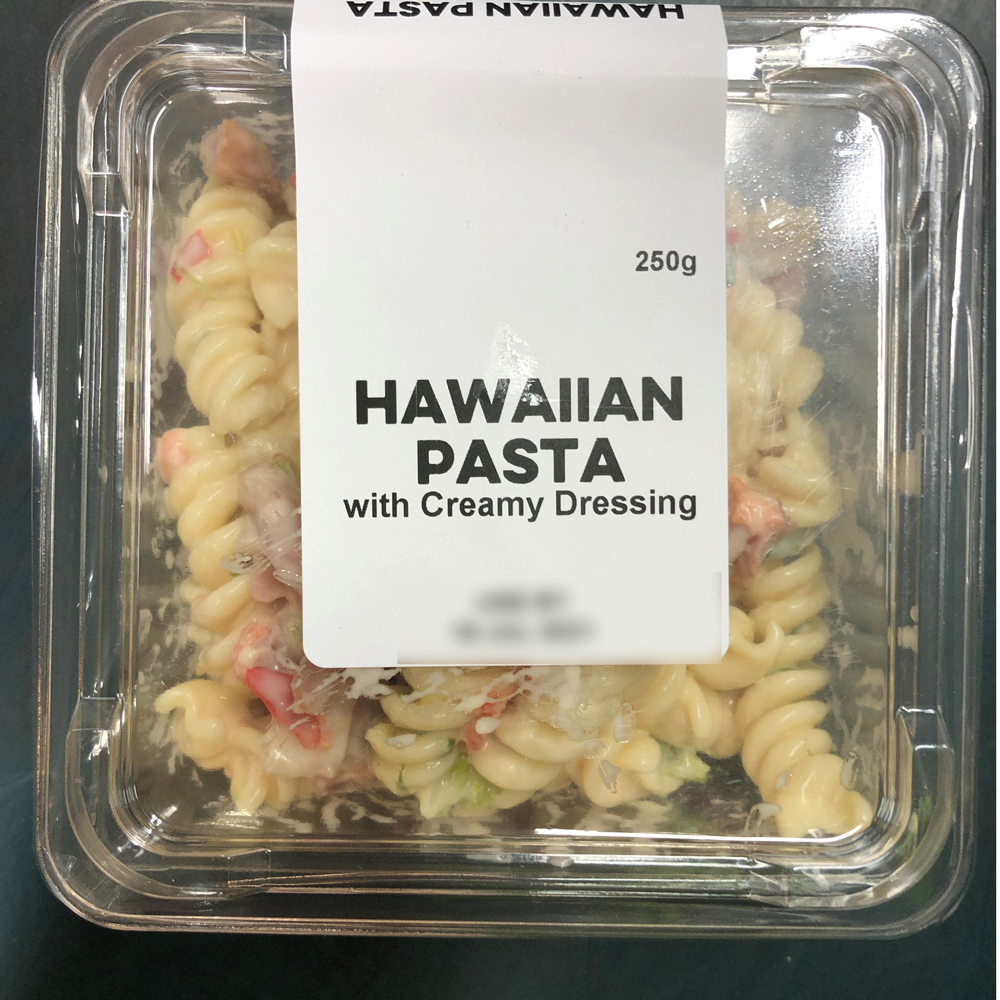 HAWAIIAN PASTA
250g
HAWAIIAN
PASTA
with Creamy Dressing